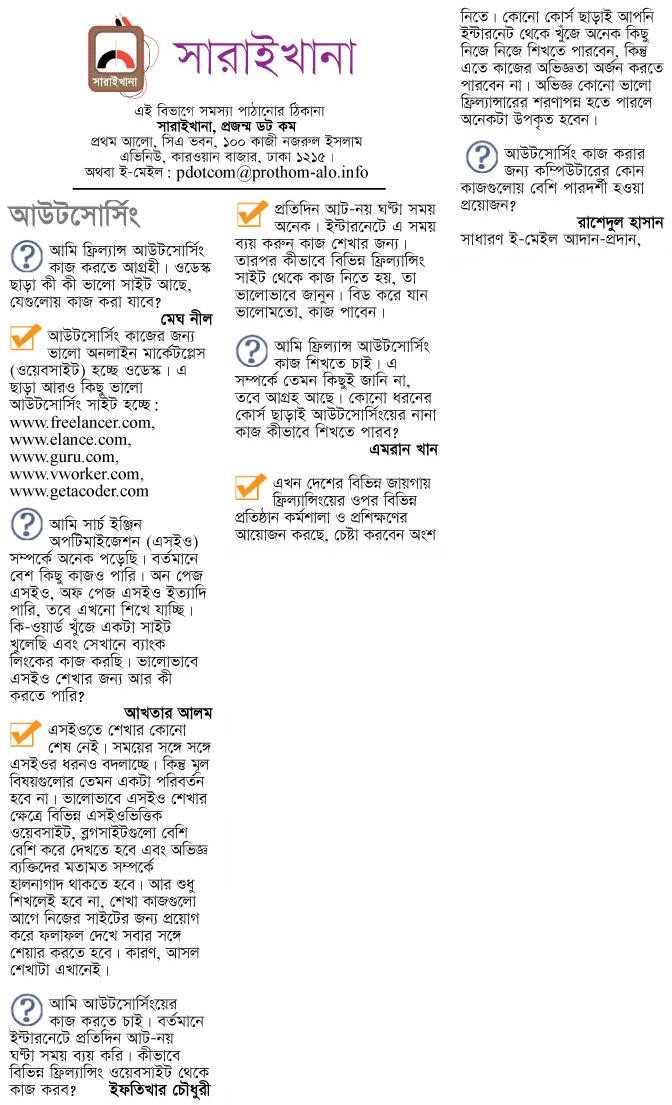 সারাইখানা
সারাইখানা
এই বিভাগে সমস্যা পাঠানোর ঠিকানা
সারাইখানা, প্রজন্ম ডট কম
প্রথম আলো, সিএ ভবন, ১০০ কাজী নজরুল ইসলাম
এভিনিউ, কারওয়ান বাজার, ঢাকা ১২১৫।
অথবা ই-মেইল : pdotcom@prothom-alo.info
আউটসোর্সিং
আমি ফ্রিল্যান্স আউটসোর্সিং
কাজ করতে আগ্রহী। ওডেস্ক
ছাড়া কী কী ভালো সাইট আছে,
যেগুলোয় কাজ করা যাবে?
মেঘ নীল
আউটসোর্সিং কাজের জন্য
ভালো অনলাইন মার্কেটপ্লেস
(ওয়েবসাইট) হচ্ছে ওডেস্ক। এ
ছাড়া আরও কিছু ভালো
আউটসোর্সিং সাইট হচ্ছে :
www.freelancer.com,
www.elance.com,
www.guru.com,
www.vworker.com,
www.getacoder.com
আমি সার্চ ইঞ্জিন
অপটিমাইজেশন (এসইও)
সম্পর্কে অনেক পড়েছি। বর্তমানে
বেশ কিছু কাজও পারি। অন পেজ
এসইও, অফ পেজ এসইও ইত্যাদি
পারি, তবে এখনো শিখে যাচ্ছি।
কি-ওয়ার্ড খুঁজে একটা সাইট
খুলেছি এবং সেখানে ব্যাংক
লিংকের কাজ করছি। ভালোভাবে
এসইও শেখার জন্য আর কী
করতে পারি?
আখতার আলম
এসইওতে শেখার কোনো
শেষ নেই। সময়ের সঙ্গে সঙ্গে
এসইওর ধরনও বদলাচ্ছে। কিন্তু মূল
বিষয়গুলোর তেমন একটা পরিবর্তন
হবে না। ভালোভাবে এসইও শেখার
ক্ষেত্রে বিভিন্ন এসইওভিত্তিক
ওয়েবসাইট, ব্লগসাইটগুলো বেশি
বেশি করে দেখতে হবে এবং অভিজ্ঞ
ব্যক্তিদের মতামত সম্পর্কে
হালনাগাদ থাকতে হবে। আর শুধু
শিখলেই হবে না, শেখা কাজগুলো
আগে নিজের সাইটের জন্য প্রয়োগ
করে ফলাফল দেখে সবার সঙ্গে
শেয়ার করতে হবে। কারণ, আসল
শেখাটা এখানেই।
আমি আউটসোর্সিংয়ের
কাজ করতে চাই। বর্তমানে
ইন্টারনেটে প্রতিদিন আট-নয়
ঘণ্টা সময় ব্যয় করি। কীভাবে
বিভিন্ন ফ্রিল্যান্সিং ওয়েবসাইট থেকে
কাজ করব? ইফতিখার চৌধুরী
প্রতিদিন আট-নয় ঘণ্টা সময়
অনেক। ইন্টারনেটে এ সময়
ব্যয় করুন কাজ শেখার জন্য।
তারপর কীভাবে বিভিন্ন ফ্রিল্যান্সিং
সাইট থেকে কাজ নিতে হয়, তা
ভালোভাবে জানুন। বিড করে যান
ভালোমতো, কাজ পাবেন।
আমি ফ্রিল্যান্স আউটসোর্সিং
কাজ শিখতে চাই। এ
সম্পর্কে তেমন কিছুই জানি না,
তবে আগ্রহ আছে। কোনো ধরনের
কোর্স ছাড়াই আউটসোর্সিংয়ের নানা
কাজ কীভাবে শিখতে পারব?
এমরান খান
এখন দেশের বিভিন্ন জায়গায়
ফ্রিল্যান্সিংয়ের ওপর বিভিন্ন
প্রতিষ্ঠান কর্মশালা ও প্রশিক্ষণের
আয়োজন করছে, চেষ্টা করবেন অংশ
নিতে। কোনো কোর্স ছাড়াই আপনি
ইন্টারনেট থেকে খুঁজে অনেক কিছু
নিজে নিজে শিখতে পারবেন, কিন্তু
এতে কাজের অভিজ্ঞতা অর্জন করতে
পারবেন না। অভিজ্ঞ কোনো ভালো
ফ্রিল্যান্সারের শরণাপন্ন হতে পারলে
অনেকটা উপকৃত হবেন।
আউটসোর্সিং কাজ করার
জন্য কম্পিউটারের কোন
কাজগুলোয় বেশি পারদর্শী হওয়া
প্রয়োজন?
রাশেদুল হাসান
সাধারণ ই-মেইল আদান-প্রদান,